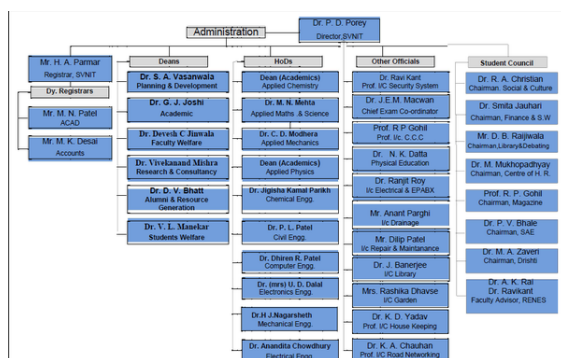 Administration
Dr. P. D. Porey
Director,SVNIT
Mr. H. A. Parmar
Registrar, SVNIT
Dy. Registrars
Mr. M. N. Patel
ACAD
Mr. M. K. Desai
Accounts
Deans
Dr. S. A. Vasanwala
Planning & Development
Dr. G. J. Joshi
Academic
Dr. Devesh C Jinwala
Faculty Welfare
Dr. Vivekanand Mishra
Research & Consultancy
Dr. D. V. Bhatt
Alumni & Resource
Generation
Dr. V. L. Manekar
Students Welfare
HoDs
Dean (Academics)
Applied Chemistry
Dr. M. N. Mehta
Applied Maths .& Science
Dr. C. D. Modhera
Applied Mechanics
Dean (Academics)
Applied Physics
Dr. Jigisha Kamal Parikh
Chemical Engg.
Dr. P. L. Patel
Civil Engg.
Dr. Dhiren R. Patel
Computer Engg.
Dr. (mrs) U. D. Dalal
Electronics Engg.
Dr.H J.Nagarsheth
Mechanical Engg.
Dr. Anandita Chowdhury
Electrical Engg.
Other Officials
Dr. Ravi Kant
Prof. I/C Security System
Dr. J.E.M. Macwan
Chief Exam Co-ordinator
Prof. R P Gohil
Prof. I/c. C.C.C
Dr. N. K. Datta
Physical Education
Dr. Ranjit Roy
I/c Electrical & EPABX
Mr. Anant Parghi
I/c Drainage
Mr. Dilip Patel
I/c Repair & Maintanance
Dr. J. Banerjee
I/C Library
Mrs. Rashika Dhavse
I/C Garden
Dr. K. D. Yadav
Prof. I/C House Keeping
Dr. K. A. Chauhan
Prof. I/C Road Networking
Student Council
Dr. R. A. Christian
Chairman. Social & Culture
Dr. Smita Jauhari
Chairman, Finance & S.W
Mr. D. B. Raijiwala
Chairman,Library&Debating
Dr. M. Mukhopadhyay
Chairman, Centre of H. R.
Prof. R. P. Gohil
Chairman, Magazine
Dr. P. V. Bhale
Chairman, SAE
Dr. M. A. Zaveri
Chairman, Drishti
Dr. A. K. Rai
Dr. Ravikant
Faculty Advisor, RENES